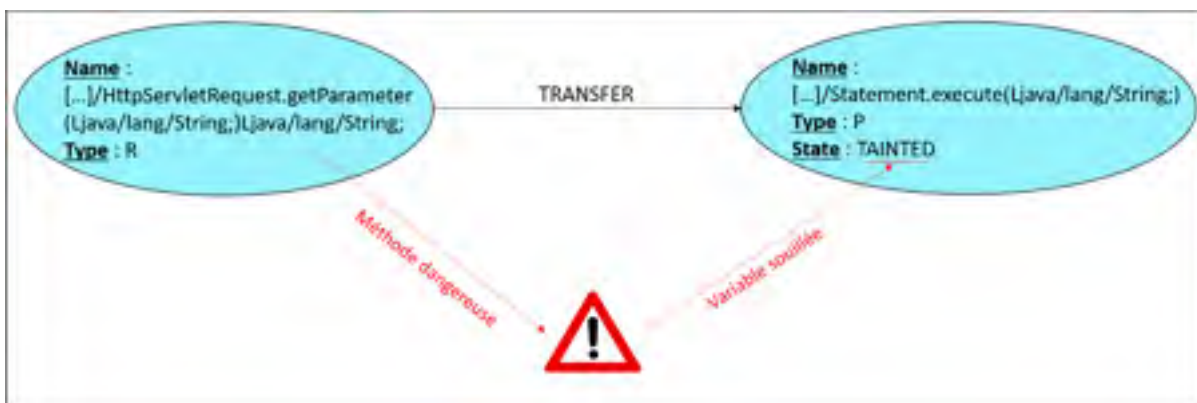 Name :
[...]/HttpServletRequest.getParameter
(Ljava/lang/String;)Ljava/lang/String;
Type : R
TRANSFER
Name :
[...]/Statement.execute(Ljava/lang/String;)
Type : P
State : TAINTED
Méthode dangereuse
Variable souillée
!